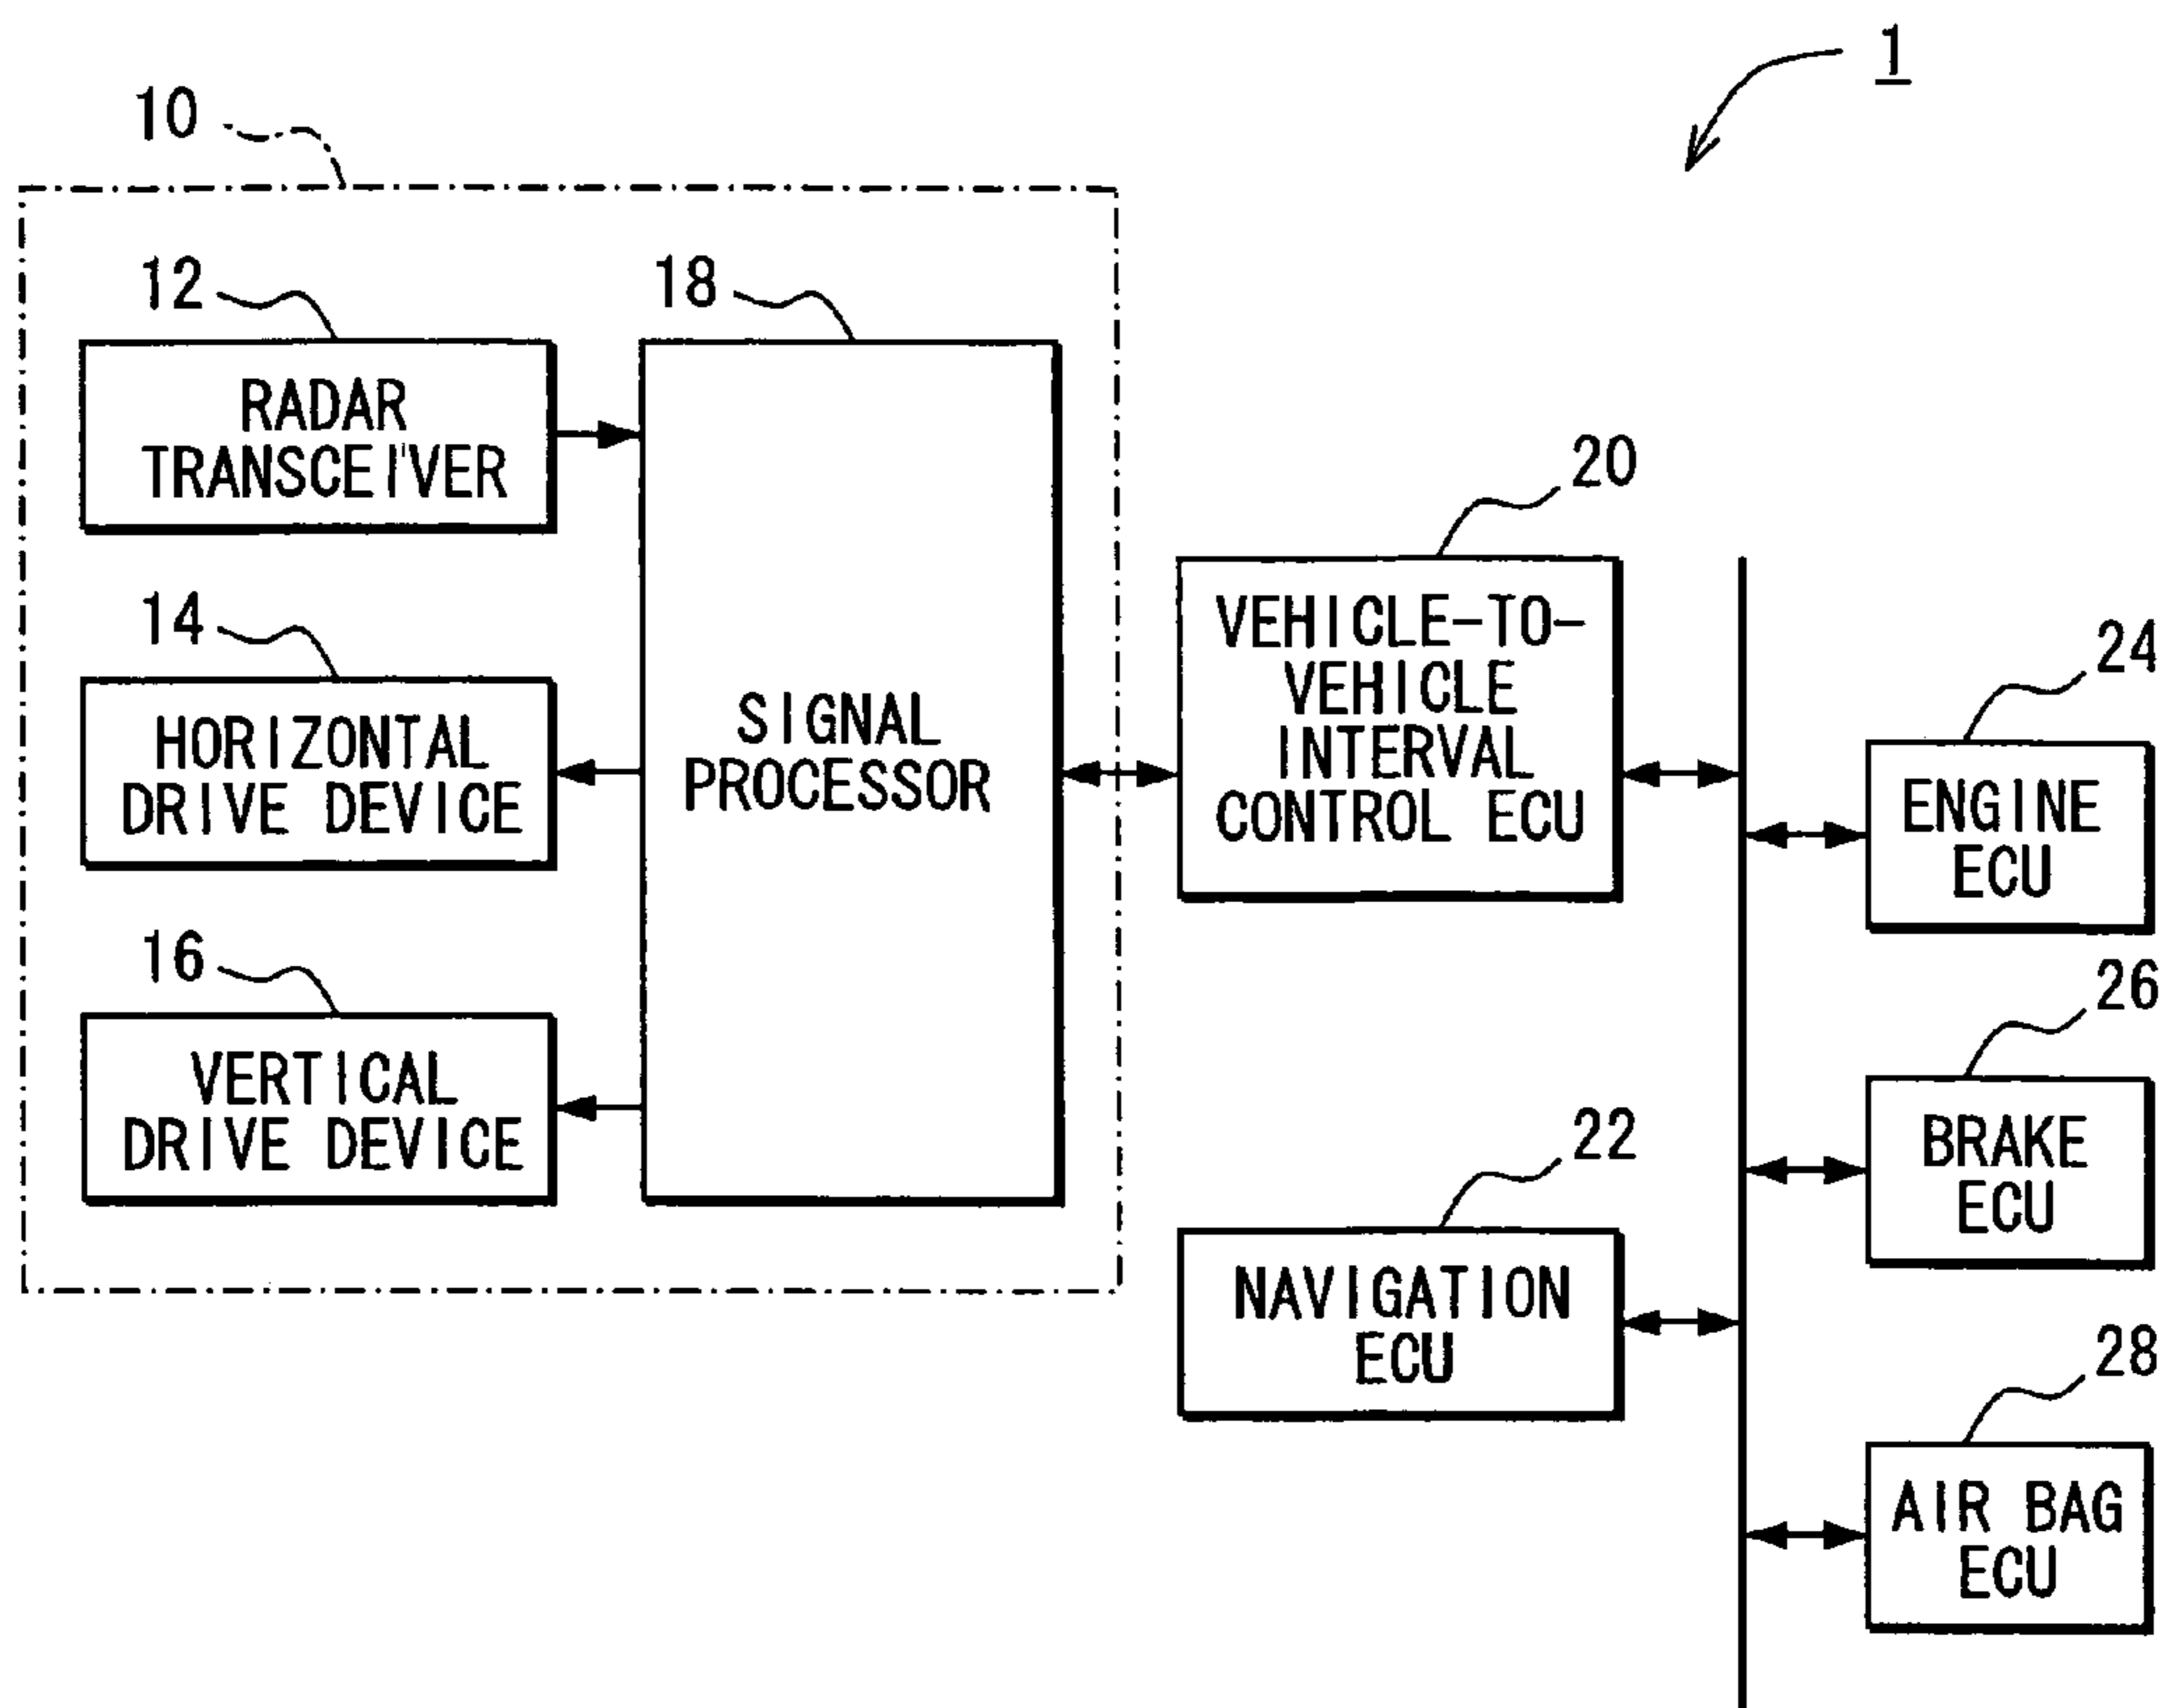 1
10
12
RADAR
TRANSCEIVER
14
HORIZONTAL
DRIVE DEVICE
16
VERTICAL
DRIVE DEVICE
18
SIGNAL
PROCESSOR
20
VEHICLE-TO-
VEHICLE
INTERVAL
CONTROL ECU
22
NAVIGATION
ECU
24
ENGINE
ECU
26
BRAKE
ECU
28
AIR BAG
ECU